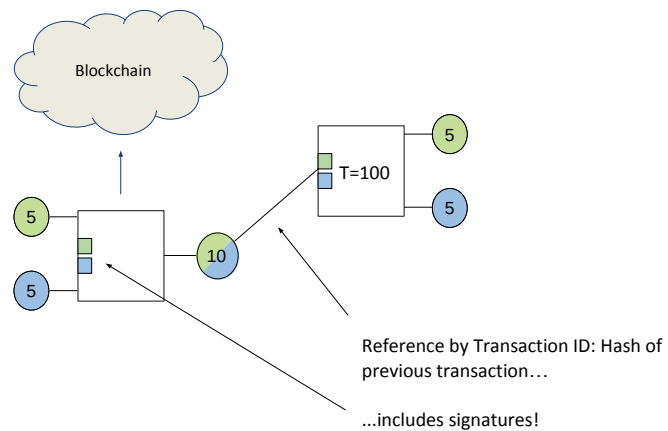 Blockchain
5
5
10
T=100
5
5
Reference by Transaction ID: Hash of
previous transaction…
...includes signatures!